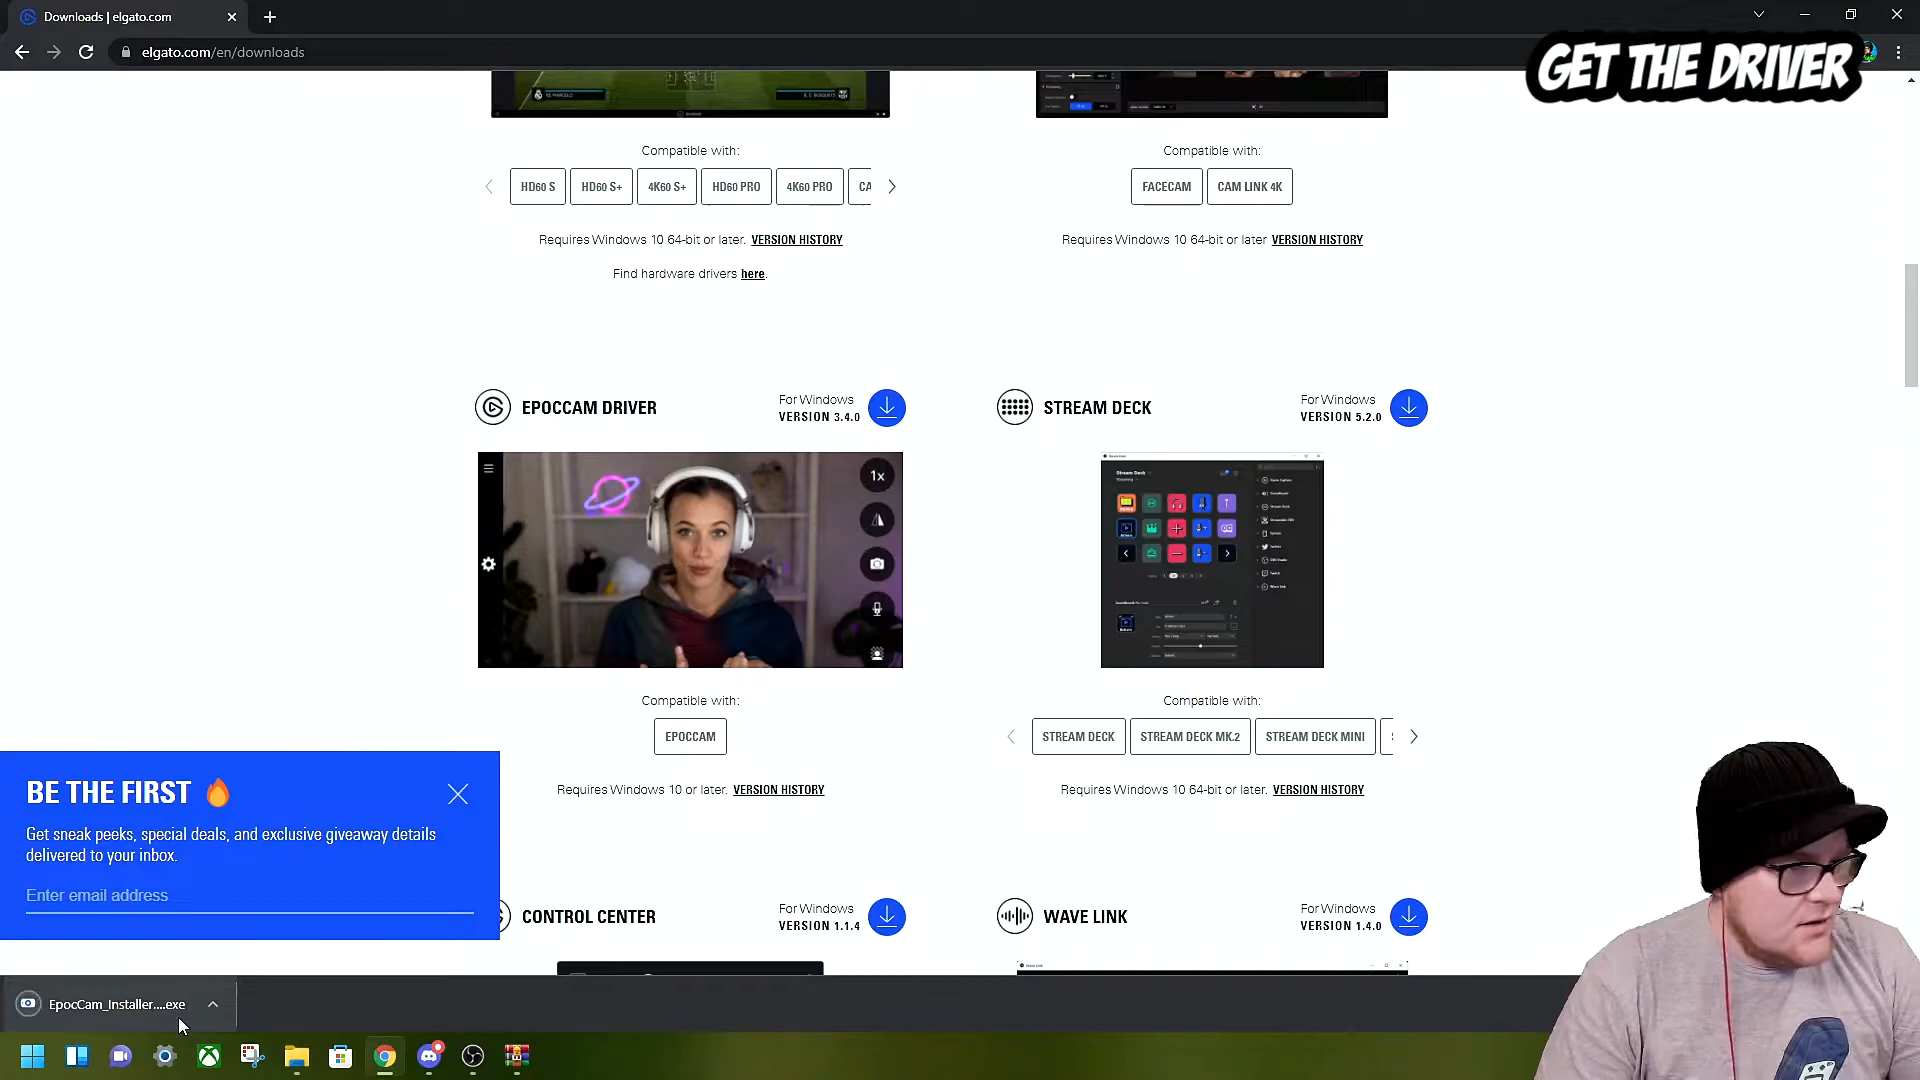 Downloads | elgato.com
elgato.com/en/downloads
GET THE DRIVER
Compatible with:
HD60 S
HD60 S+
4K60 S+
HD60 PRO
4K60 PRO
CA
Requires Windows 10 64-bit or later. VERSION HISTORY
Find hardware drivers here.
Compatible with:
FACECAM
CAM LINK 4K
Requires Windows 10 64-bit or later VERSION HISTORY
EPOCCAM DRIVER
For Windows
VERSION 3.4.0
1x
Compatible with:
EPOCCAM
Requires Windows 10 or later. VERSION HISTORY
STREAM DECK
For Windows
VERSION 5.2.0
Stream Deck
Compatible with:
STREAM DECK
STREAM DECK MK.2
STREAM DECK MINI
Requires Windows 10 64-bit or later. VERSION HISTORY
BE THE FIRST 🔥
Get sneak peeks, special deals, and exclusive giveaway details
delivered to your inbox.
Enter email address
CONTROL CENTER
For Windows
VERSION 1.1.4
WAVE LINK
For Windows
VERSION 1.4.0
EpocCam_Installer....exe